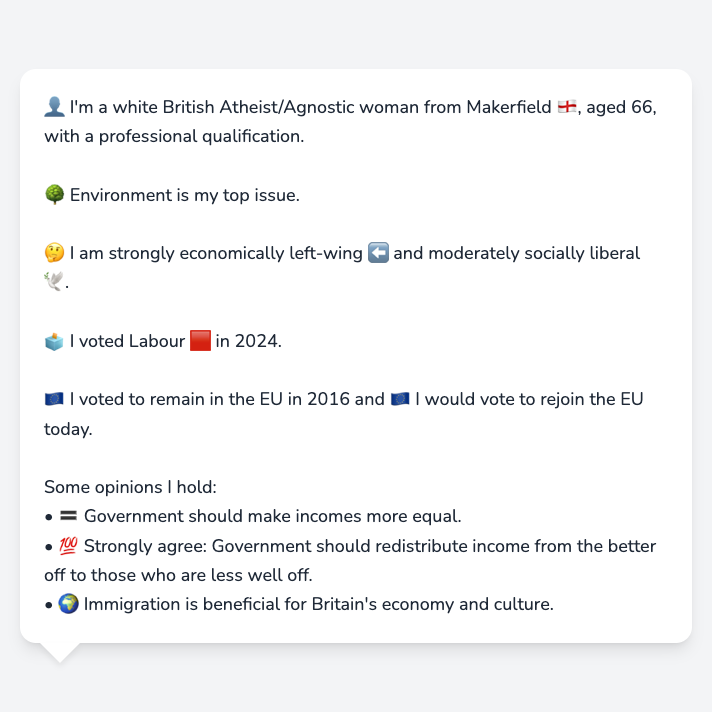 👤 I'm a white British Atheist/Agnostic woman from Makerfield 🏴󠁧󠁢󠁥󠁮󠁧󠁿, aged 66,
with a professional qualification.
🌳 Environment is my top issue.
🤔 I am strongly economically left-wing ⬅️ and moderately socially liberal
🕊️.
🗳️ I voted Labour 🟥 in 2024.
🇪🇺 I voted to remain in the EU in 2016 and 🇪🇺 I would vote to rejoin the EU
today.
Some opinions I hold:
• 🟰 Government should make incomes more equal.
• 💯 Strongly agree: Government should redistribute income from the better
off to those who are less well off.
• 🌍 Immigration is beneficial for Britain's economy and culture.